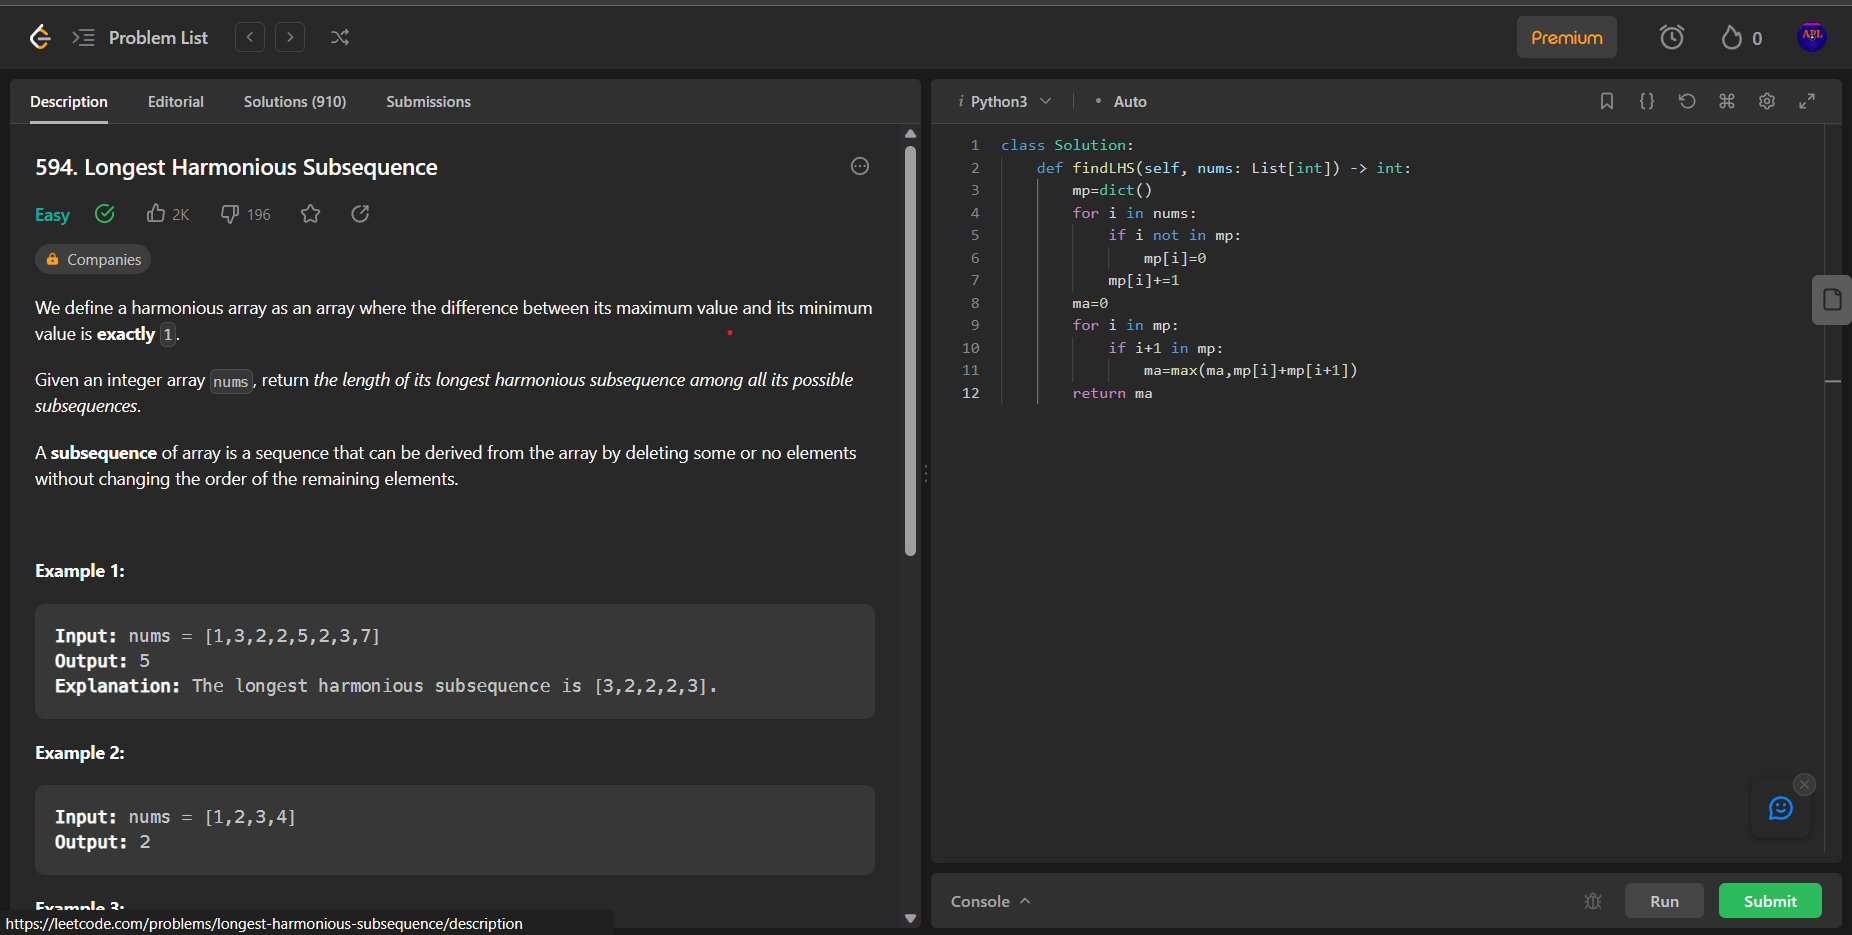 Problem List
Premium
0
Description Editorial Solutions (910) Submissions
594. Longest Harmonious Subsequence
Easy 2K 196
Companies
We define a harmonious array as an array where the difference between its maximum value and its minimum
value is exactly 1.
Given an integer array nums, return the length of its longest harmonious subsequence among all its possible
subsequences.
A subsequence of array is a sequence that can be derived from the array by deleting some or no elements
without changing the order of the remaining elements.
Example 1:
Input: nums = [1,3,2,2,5,2,3,7]
Output: 5
Explanation: The longest harmonious subsequence is [3,2,2,2,3].
Example 2:
Input: nums = [1,2,3,4]
Output: 2
Example 3:
https://leetcode.com/problems/longest-harmonious-subsequence/description
i Python3 • Auto
1 class Solution:
2     def findLHS(self, nums: List[int]) -> int:
3         mp=dict()
4         for i in nums:
5             if i not in mp:
6                 mp[i]=0
7             mp[i]+=1
8         ma=0
9         for i in mp:
10             if i+1 in mp:
11                 ma=max(ma,mp[i]+mp[i+1])
12         return ma
Console
Run
Submit